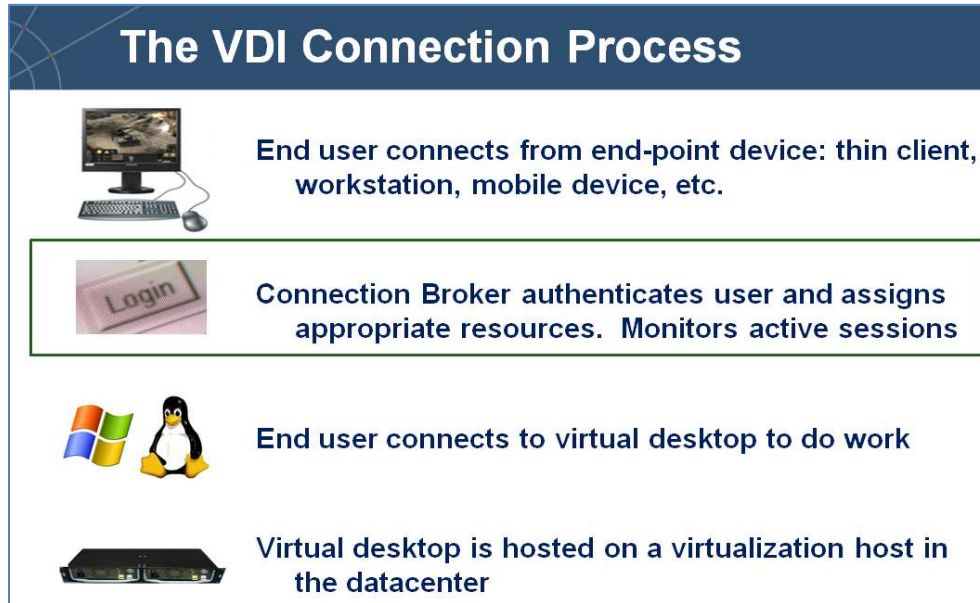 The VDI Connection Process
End user connects from end-point device: thin client,
workstation, mobile device, etc.
Login
Connection Broker authenticates user and assigns
appropriate resources.  Monitors active sessions
End user connects to virtual desktop to do work
Virtual desktop is hosted on a virtualization host in
the datacenter